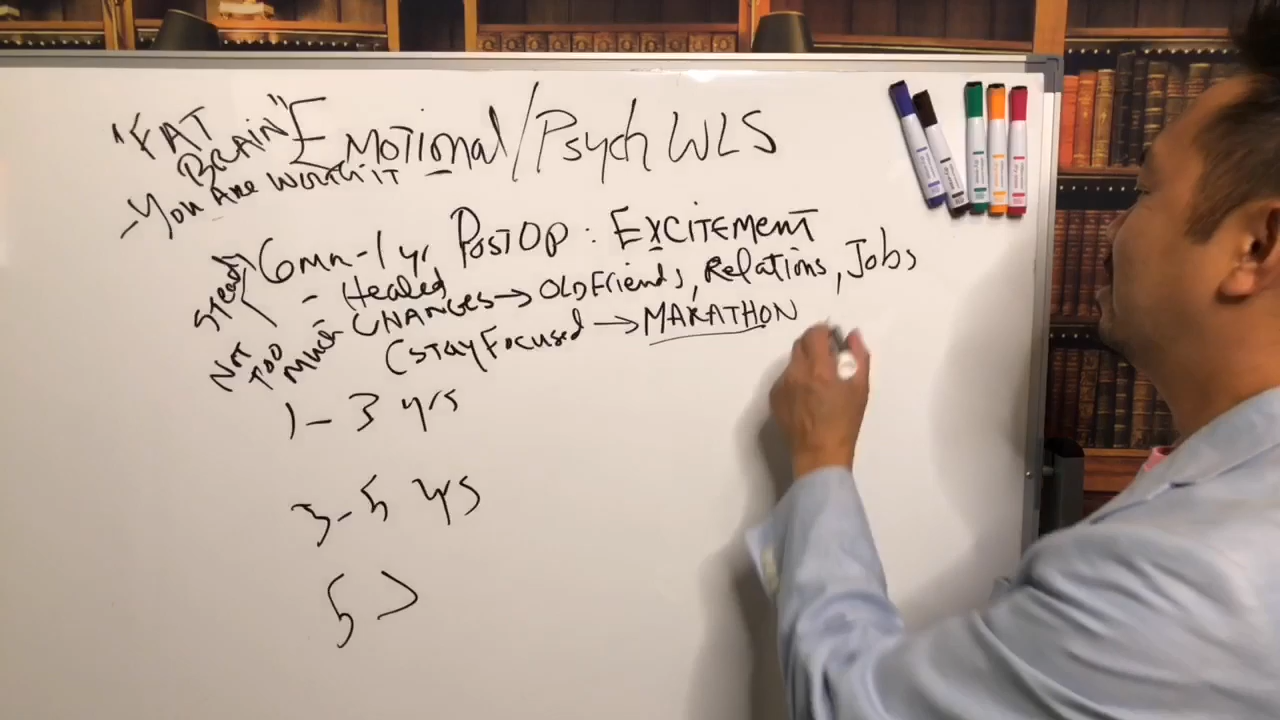 "FAT
BRAIN"
Emotional/Psych WLS
- You Are Worth it
6mn-1yr PostOp: Excitement
Steady
- Healed
CHANGES → Old Friends, Relations, Jobs
Not
Too
Much
(Stay Focused → MARATHON
1-3 yrs
3-5 yrs
5 >